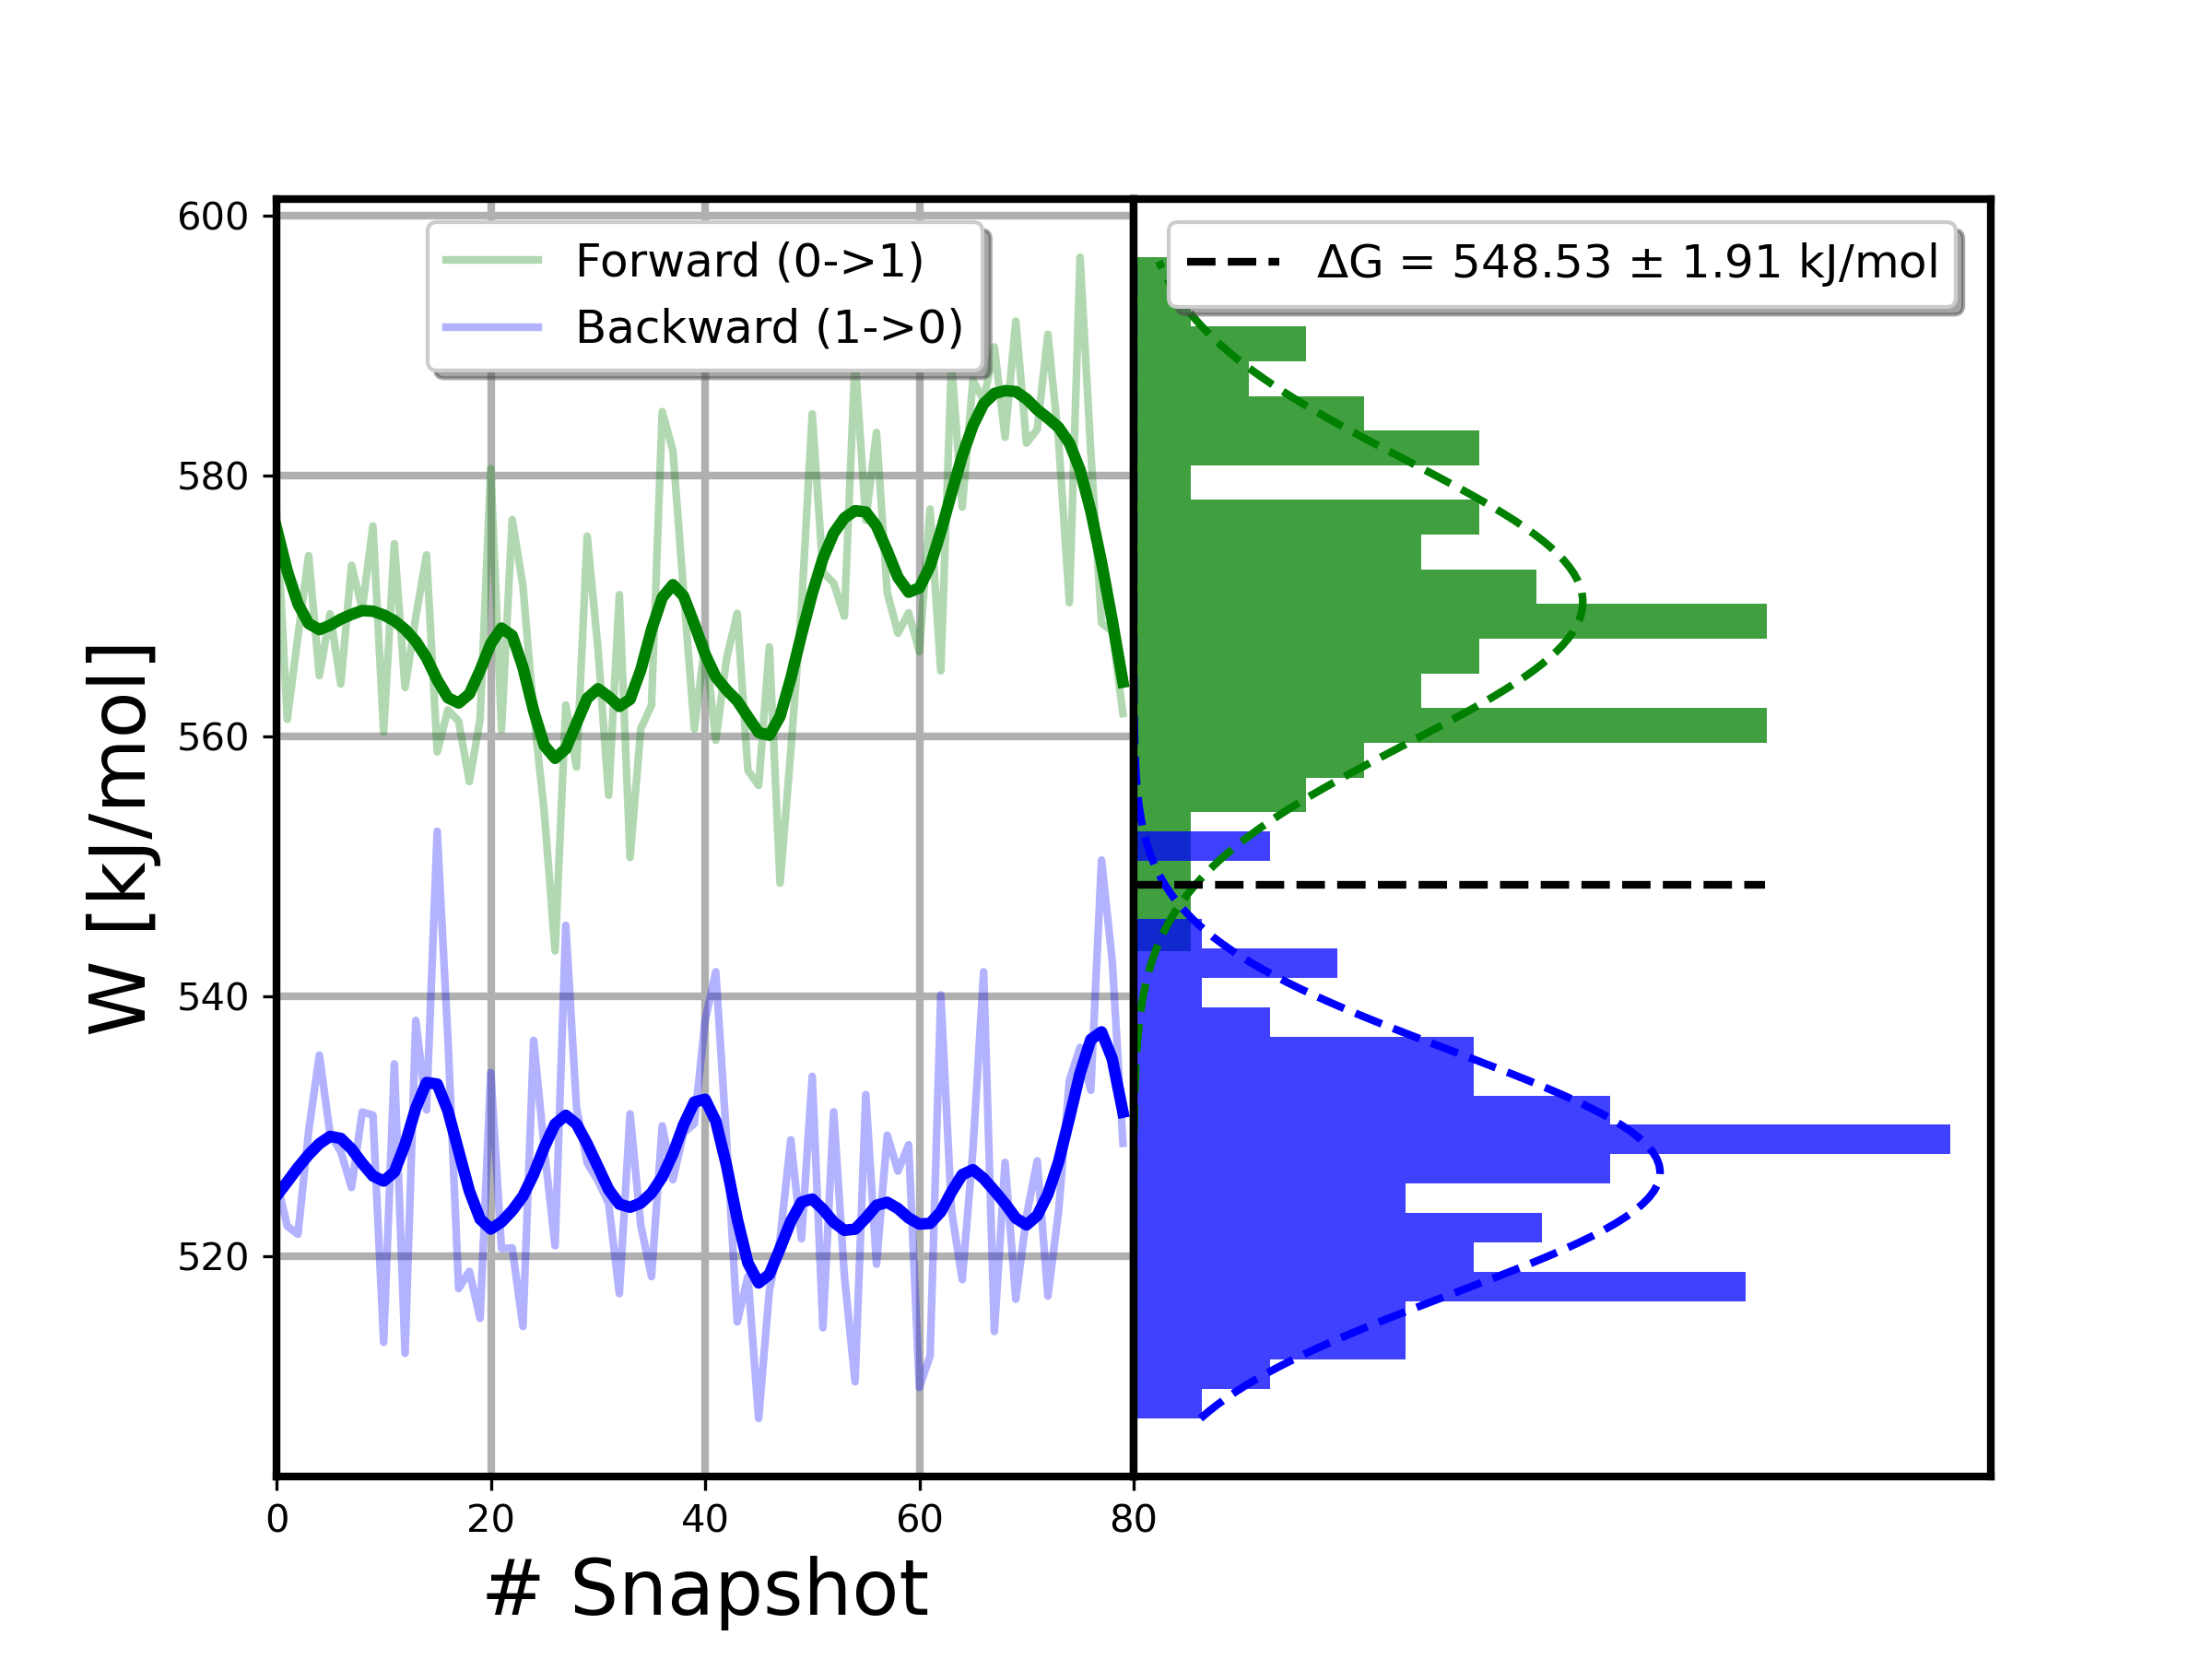 600
580
560
540
520
W [kJ/mol]
Forward (0->1)
Backward (1->0)
ΔG = 548.53 ± 1.91 kJ/mol
0 20 40 60 80
# Snapshot